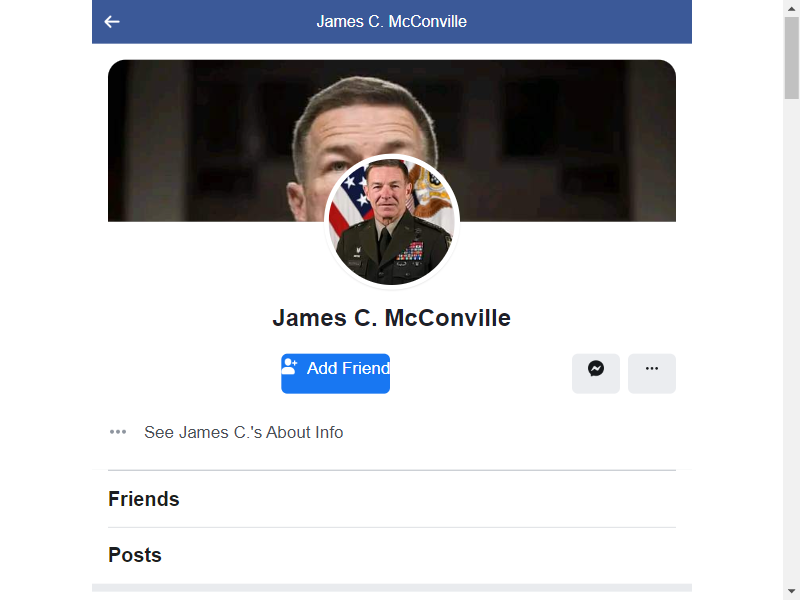 James C. McConville
James C. McConville
Add Friend
See James C.'s About Info
Friends
Posts